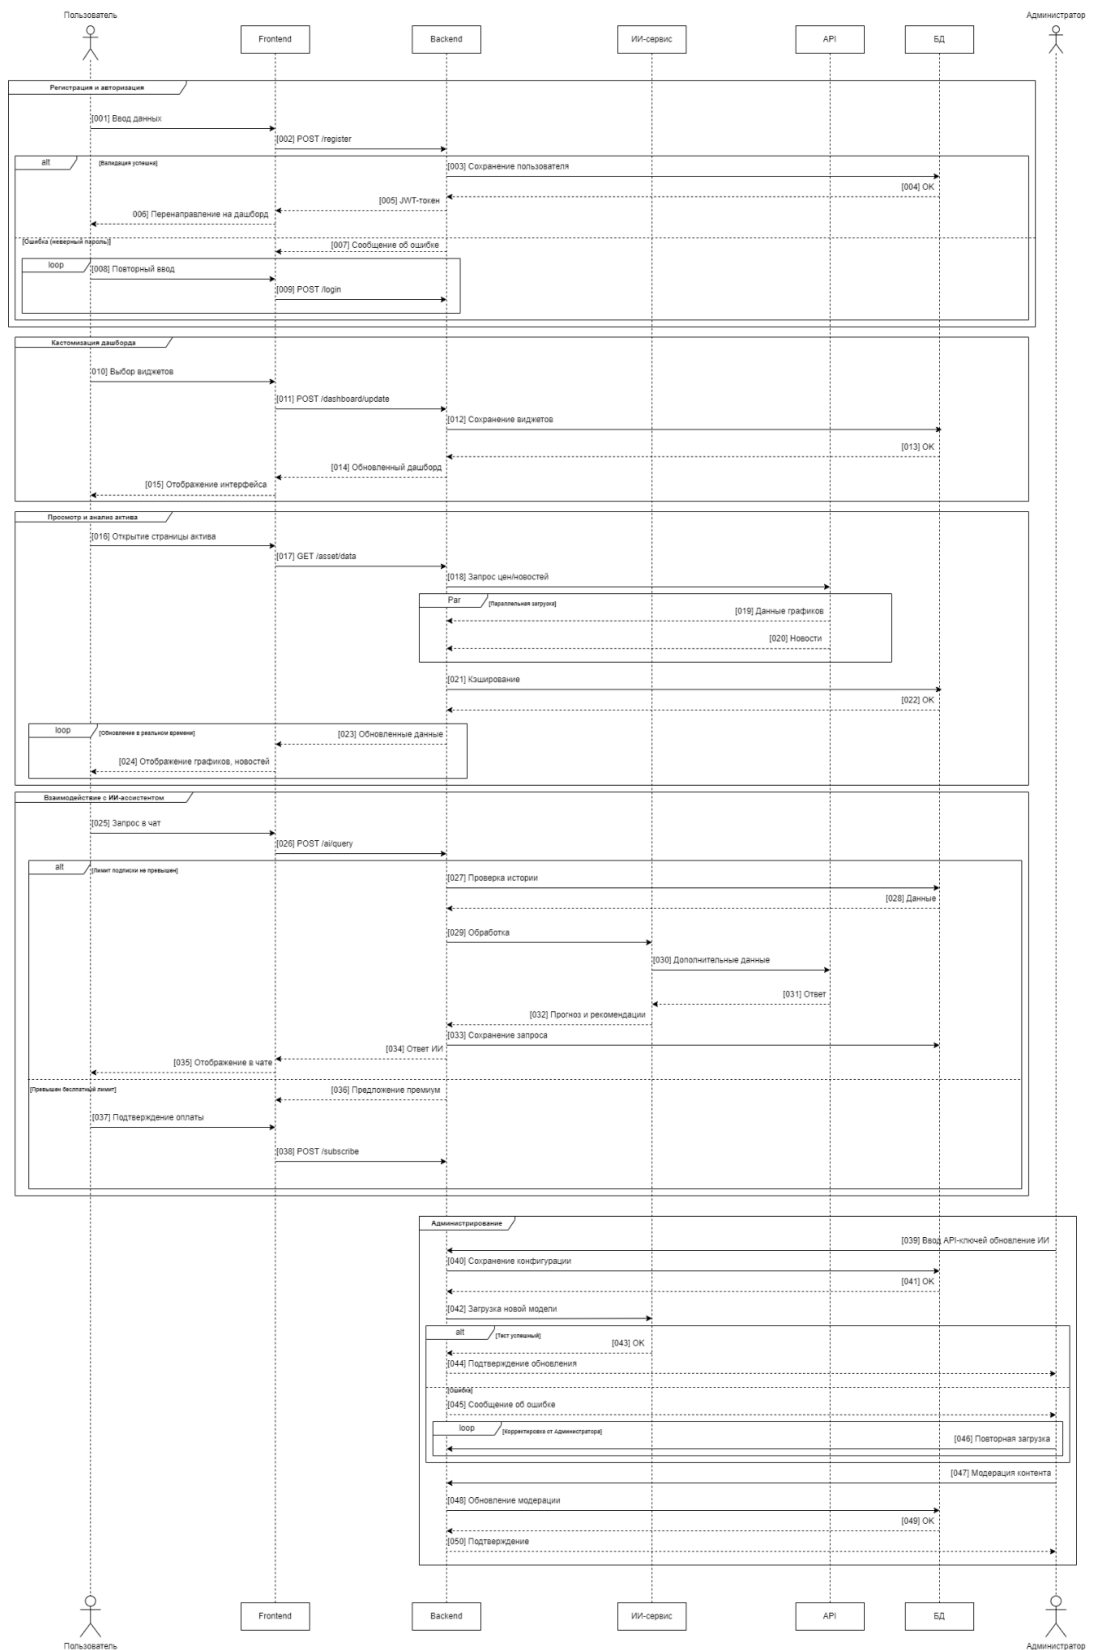 Пользователь
Администратор
Frontend
Backend
ИИ-сервис
API
БД
Регистрация и авторизация
[001] Ввод данных
[002] POST /register
alt
[Валидация успешна]
[003] Сохранение пользователя
[004] OK
[005] JWT-токен
006] Перенаправление на дашборд
[Ошибка (неверный пароль)]
[007] Сообщение об ошибке
loop
[008] Повторный ввод
[009] POST /login
Кастомизация дашборда
010] Выбор виджетов
[011] POST /dashboard/update
[012] Сохранение виджетов
[013] OK
[014] Обновленный дашборд
[015] Отображение интерфейса
Просмотр и анализ актива
[016] Открытие страницы актива
[017] GET /asset/data
[018] Запрос цен/новостей
Par
[Параллельная загрузка]
[019] Данные графиков
[020] Новости
[021] Кэширование
[022] OK
loop
[Обновление в реальном времени]
[023] Обновленные данные
[024] Отображение графиков, новостей
Взаимодействие с ИИ-ассистентом
[025] Запрос в чат
[026] POST /ai/query
alt
[Лимит подписки не превышен]
[027] Проверка истории
[028] Данные
[029] Обработка
[030] Дополнительные данные
[031] Ответ
[032] Прогноз и рекомендации
[033] Сохранение запроса
[034] Ответ ИИ
[035] Отображение в чате
[Превышен бесплатный лимит]
[036] Предложение премиум
[037] Подтверждение оплаты
[038] POST /subscribe
Администрирование
[039] Ввод API-ключей обновление ИИ
[040] Сохранение конфигурации
[041] OK
[042] Загрузка новой модели
alt
[Тест успешный]
[043] OK
[044] Подтверждение обновления
[Ошибка]
[045] Сообщение об ошибке
loop
[Корректировка от Администратора]
[046] Повторная загрузка
[047] Модерация контента
[048] Обновление модерации
[049] OK
[050] Подтверждение
Frontend
Backend
ИИ-сервис
API
БД
Пользователь
Администратор